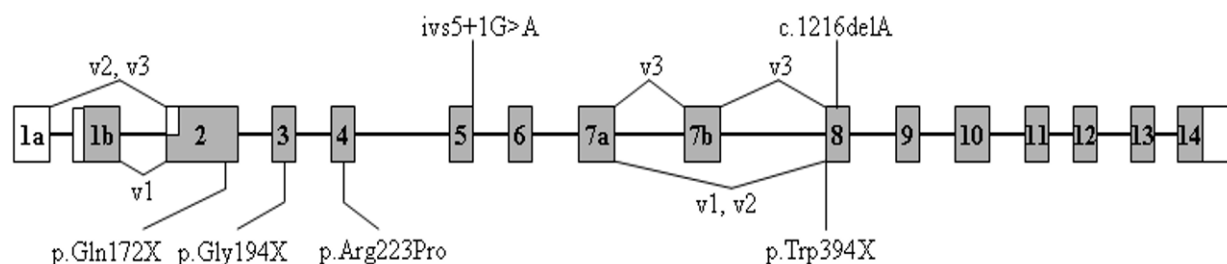 ivs5+1G>A c.1216delA
v2, v3 v3 v3
1a 1b 2 3 4 5 6 7a 7b 8 9 10 11 12 13 14
v1 v1, v2
p.Gln172X p.Gly194X p.Arg223Pro p.Trp394X